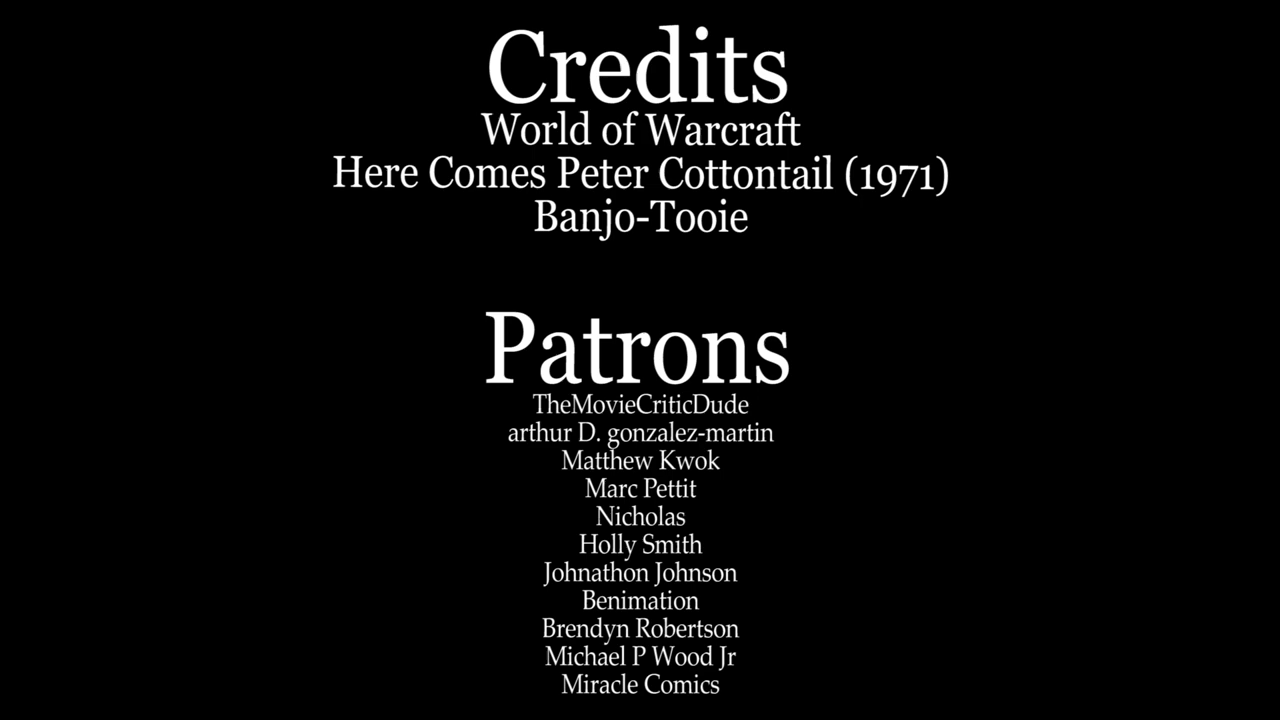 Credits
World of Warcraft
Here Comes Peter Cottontail (1971)
Banjo-Tooie
Patrons
TheMovieCriticDude
arthur D. gonzalez-martin
Matthew Kwok
Marc Pettit
Nicholas
Holly Smith
Johnathon Johnson
Benimation
Brendyn Robertson
Michael P Wood Jr
Miracle Comics